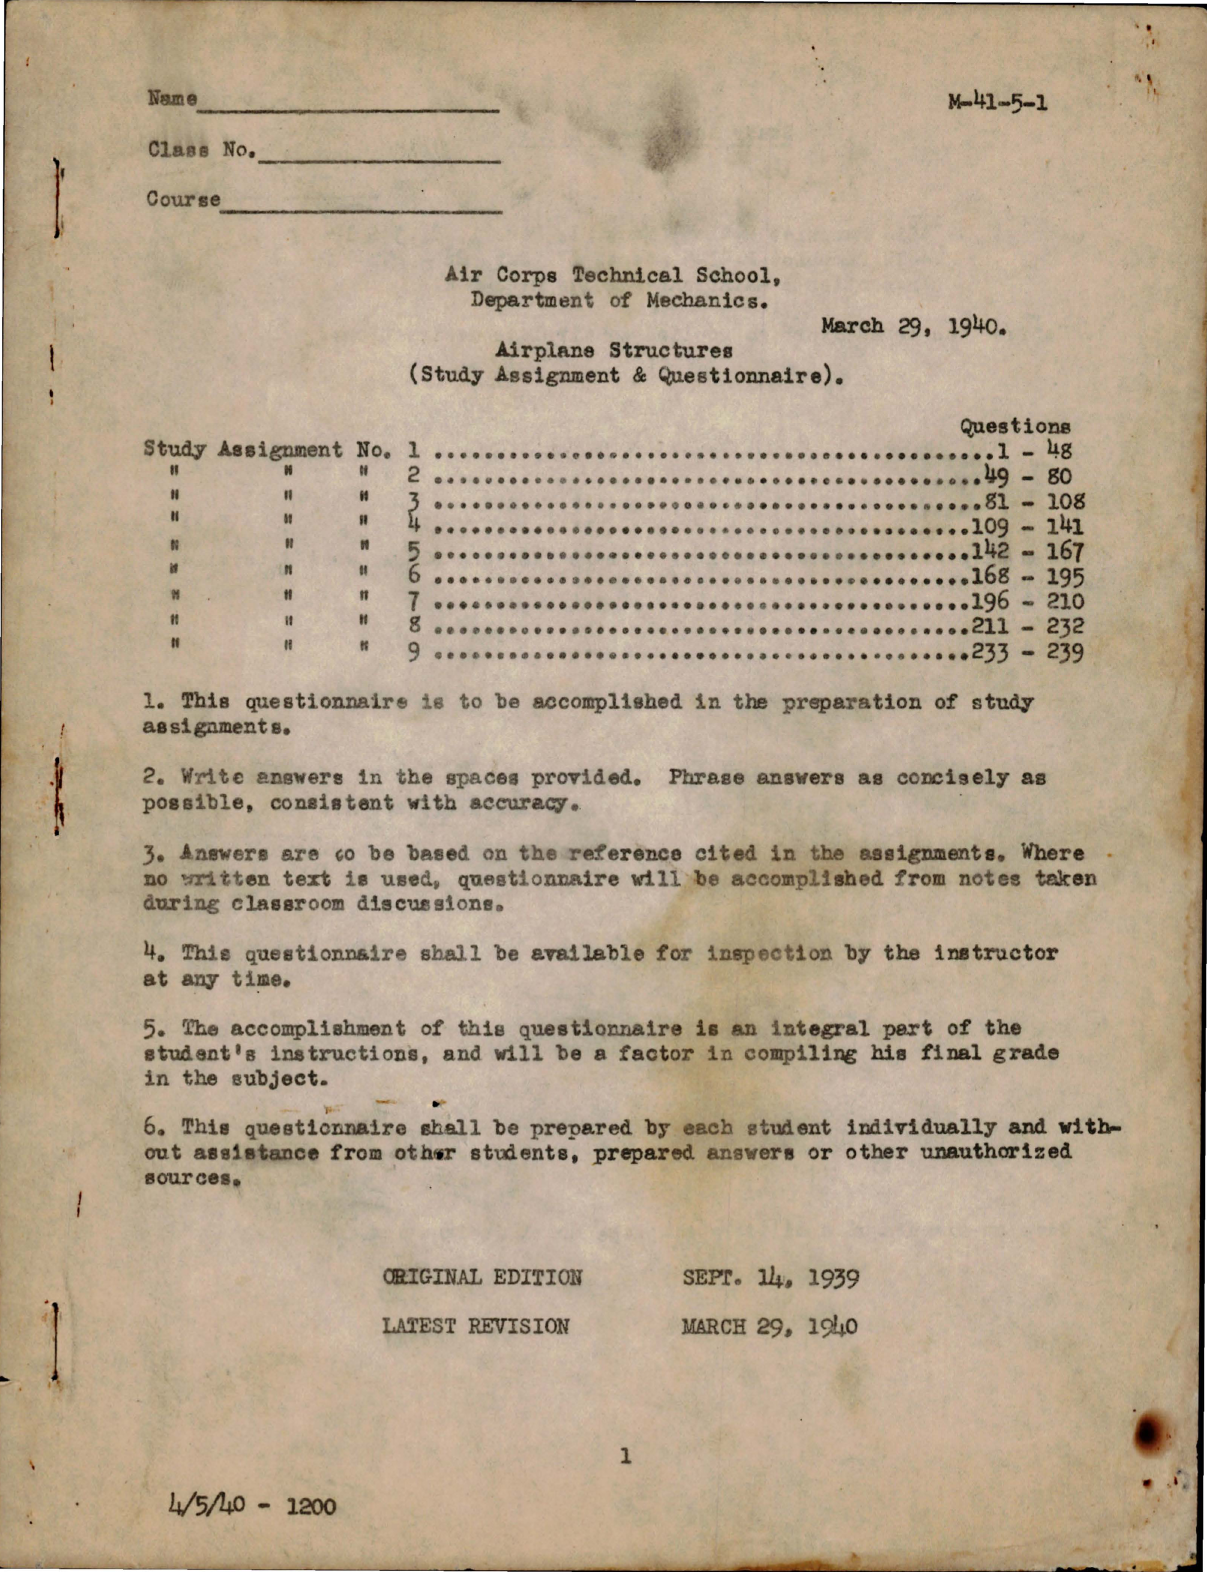 Name
M-41-5-1
Class No.
Course
Air Corps Technical School,
Department of Mechanics.
March 29, 1940.
Airplane Structures
(Study Assignment & Questionnaire).
Questions
Study Assignment No. 1 .............................................1 - 48
" " " 2 ............................................49 - 80
" " " 3 ............................................81 - 108
" " " 4 ...........................................109 - 141
" " " 5 ...........................................142 - 167
" " " 6 ...........................................168 - 195
" " " 7 ...........................................196 - 210
" " " 8 ...........................................211 - 232
" " " 9 ...........................................233 - 239
1. This questionnaire is to be accomplished in the preparation of study
assignments.
2. Write answers in the spaces provided. Phrase answers as concisely as
possible, consistent with accuracy.
3. Answers are to be based on the reference cited in the assignments. Where
no written text is used, questionnaire will be accomplished from notes taken
during classroom discussions.
4. This questionnaire shall be available for inspection by the instructor
at any time.
5. The accomplishment of this questionnaire is an integral part of the
student's instructions, and will be a factor in compiling his final grade
in the subject.
6. This questionnaire shall be prepared by each student individually and with-
out assistance from other students, prepared answers or other unauthorized
sources.
ORIGINAL EDITION SEPT. 14, 1939
LATEST REVISION MARCH 29, 1940
1
4/5/40 - 1200